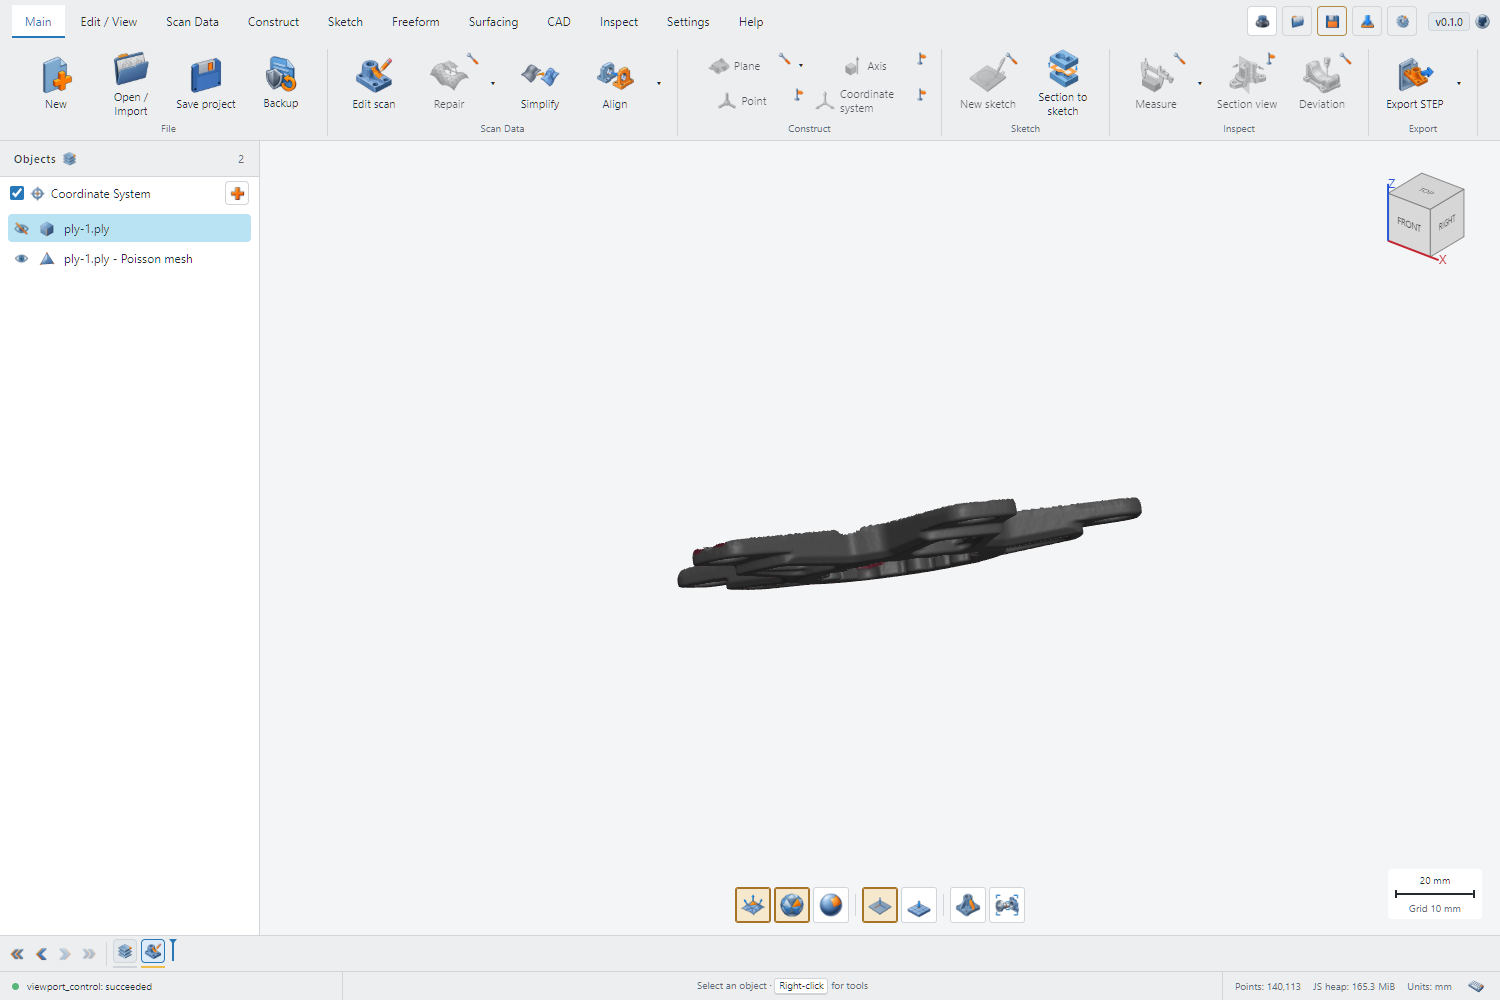 Main
Edit / View
Scan Data
Construct
Sketch
Freeform
Surfacing
CAD
Inspect
Settings
Help
v0.1.0
New
Open /
Import
Save project
Backup
File
Edit scan
Repair
Simplify
Align
Scan Data
Plane
Axis
Point
Coordinate
system
Construct
New sketch
Section to
sketch
Sketch
Measure
Section view
Deviation
Inspect
Export STEP
Export
Objects
2
Coordinate System
ply-1.ply
ply-1.ply - Poisson mesh
Z
TOP
FRONT
RIGHT
X
20 mm
Grid 10 mm
viewport_control: succeeded
Select an object · Right-click for tools
Points: 140,113
JS heap: 165.3 MiB
Units: mm